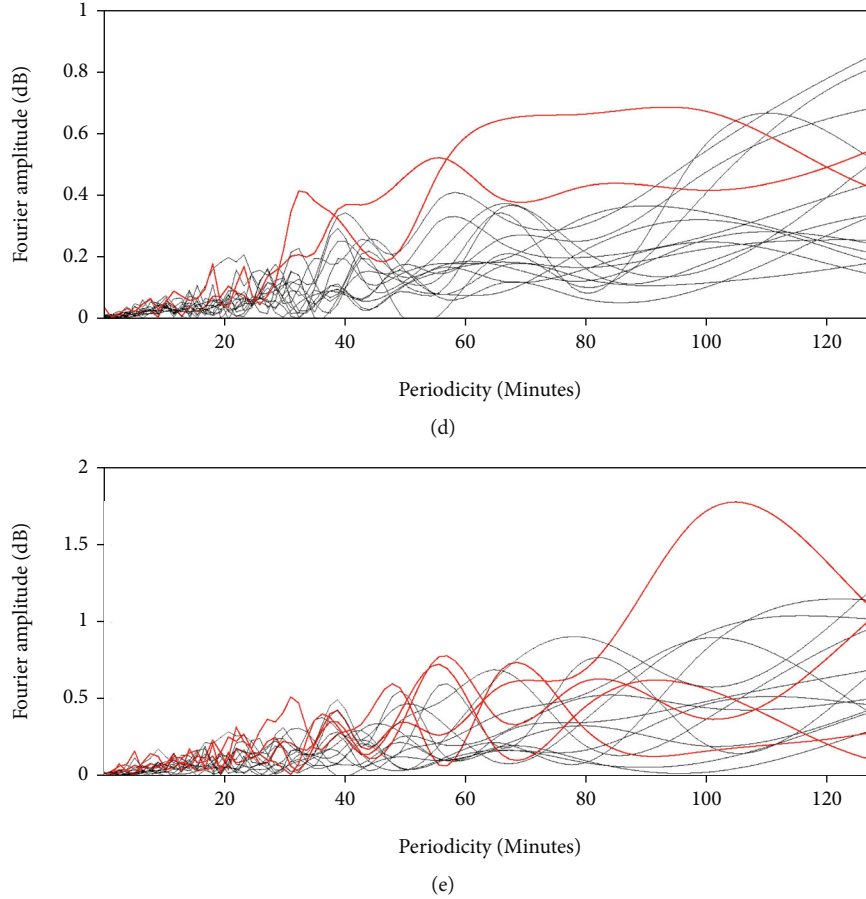 1
0.8
0.6
0.4
0.2
0
Fourier amplitude (dB)
20 40 60 80 100 120
Periodicity (Minutes)
(d)
2
1.5
1
0.5
0
Fourier amplitude (dB)
20 40 60 80 100 120
Periodicity (Minutes)
(e)